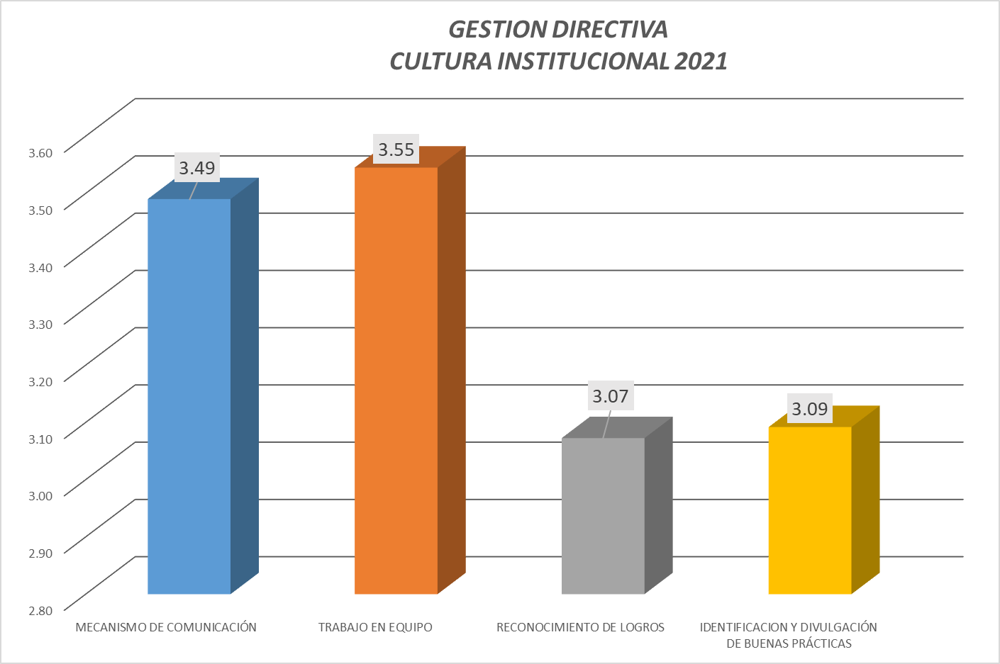 GESTION DIRECTIVA
CULTURA INSTITUCIONAL 2021
3.60
3.50
3.40
3.30
3.20
3.10
3.00
2.90
2.80
3.49
3.55
3.07
3.09
MECANISMO DE COMUNICACIÓN
TRABAJO EN EQUIPO
RECONOCIMIENTO DE LOGROS
IDENTIFICACION Y DIVULGACIÓN
DE BUENAS PRÁCTICAS